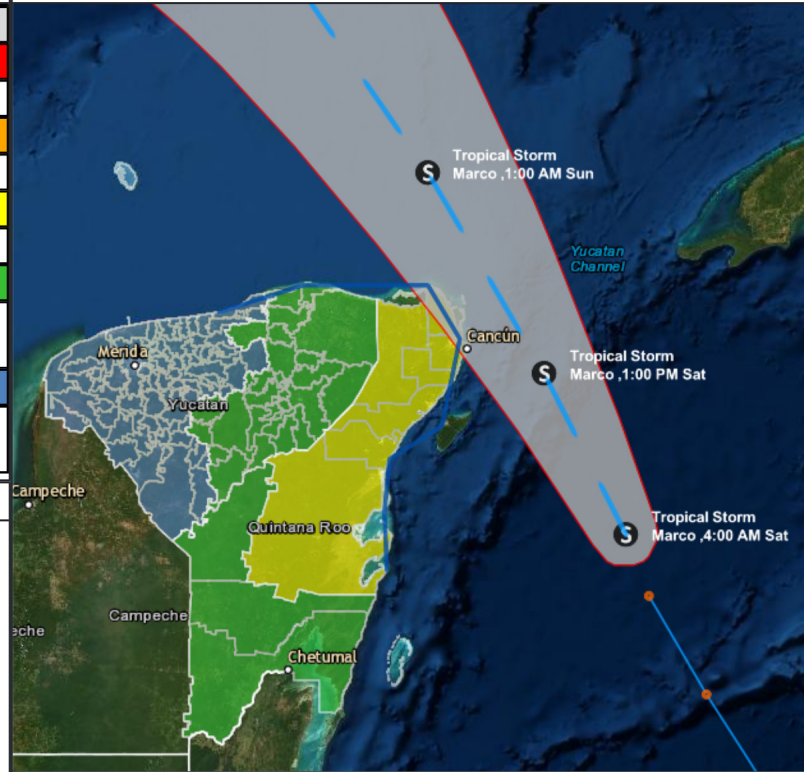 Tropical Storm
Marco ,1:00 AM Sun
Yucatan
Channel
Cancún
Merida
Tropical Storm
Marco ,1:00 PM Sat
Yucatan
Campeche
Quintana Roo
Tropical Storm
Marco ,4:00 AM Sat
Campeche
eche
Chetumal